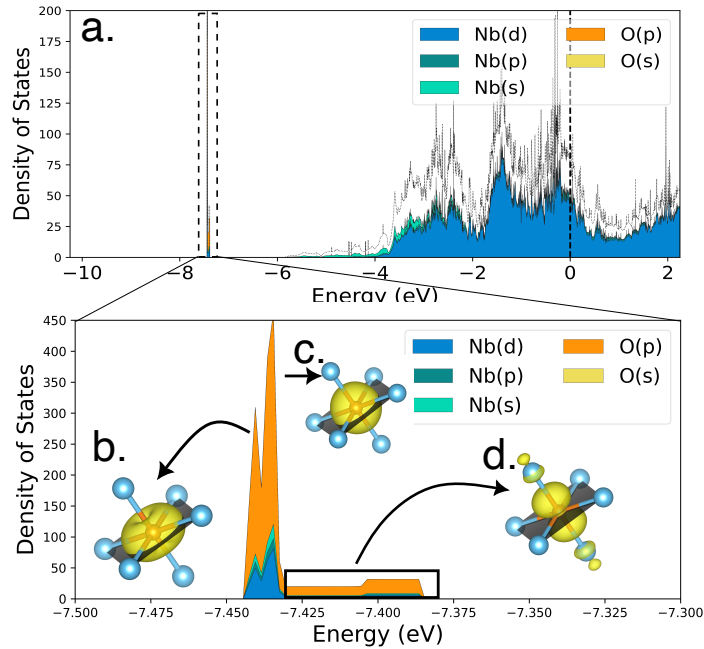 a.
200
175
150
125
100
75
50
25
0
Density of States
Nb(d)
Nb(p)
Nb(s)
O(p)
O(s)
−10 −8 −6 −4 −2 0 2
Energy (eV)
450
400
350
300
250
200
150
100
50
0
Density of States
b.
c.
d.
Nb(d)
Nb(p)
Nb(s)
O(p)
O(s)
−7.500 −7.475 −7.450 −7.425 −7.400 −7.375 −7.350 −7.325 −7.300
Energy (eV)